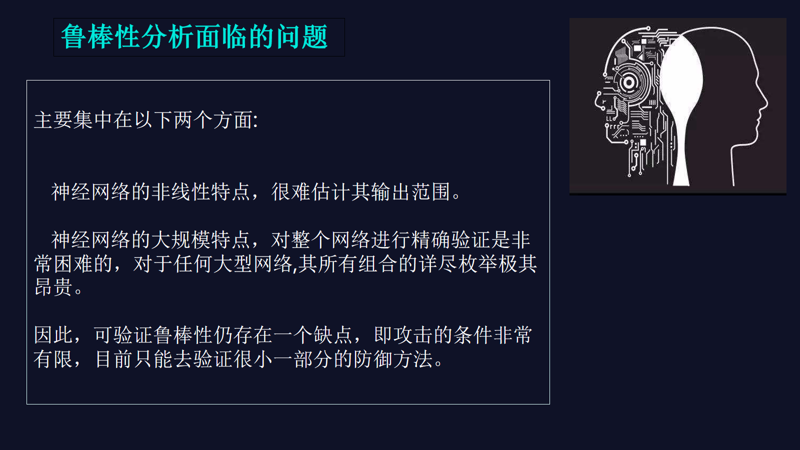 鲁棒性分析面临的问题
主要集中在以下两个方面:
神经网络的非线性特点，很难估计其输出范围。
神经网络的大规模特点，对整个网络进行精确验证是非
常困难的，对于任何大型网络,其所有组合的详尽枚举极其
昂贵。
因此，可验证鲁棒性仍存在一个缺点，即攻击的条件非常
有限，目前只能去验证很小一部分的防御方法。